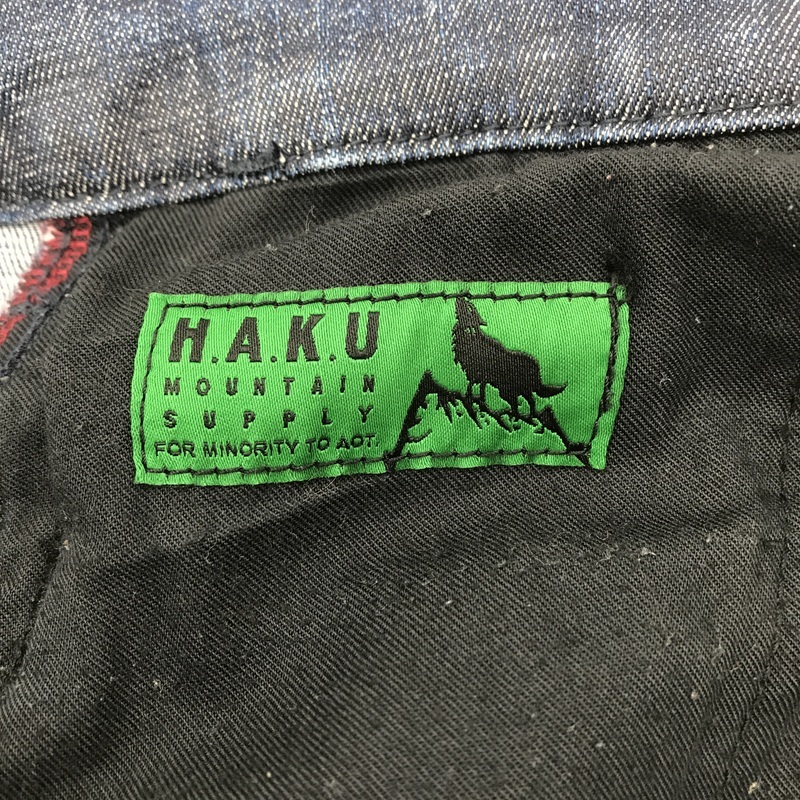 H.A.K.U
MOUNTAIN
SUPPLY
FOR MINORITY TO ACT.